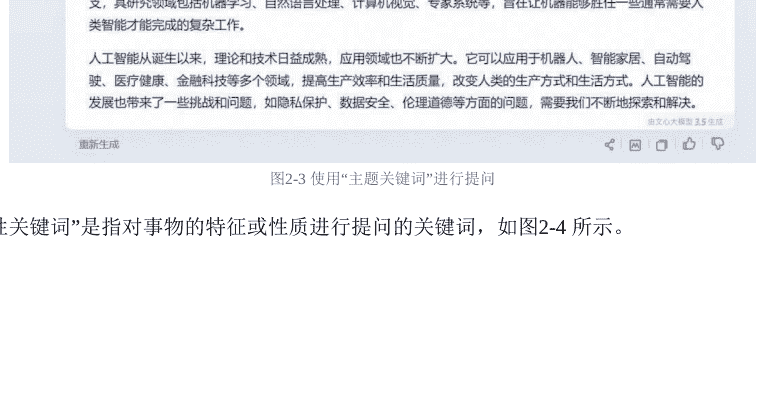 支，其研究领域包括机器学习、自然语言处理、计算机视觉、专家系统等，旨在让机器能够胜任一些通常需要人
类智能才能完成的复杂工作。
人工智能从诞生以来，理论和技术日益成熟，应用领域也不断扩大。它可以应用于机器人、智能家居、自动驾
驶、医疗健康、金融科技等多个领域，提高生产效率和生活质量，改变人类的生产方式和生活方式。人工智能的
发展也带来了一些挑战和问题，如隐私保护、数据安全、伦理道德等方面的问题，需要我们不断地探索和解决。
由文心大模型 3.5 生成
重新生成
图2-3 使用“主题关键词”进行提问
性关键词”是指对事物的特征或性质进行提问的关键词，如图2-4 所示。